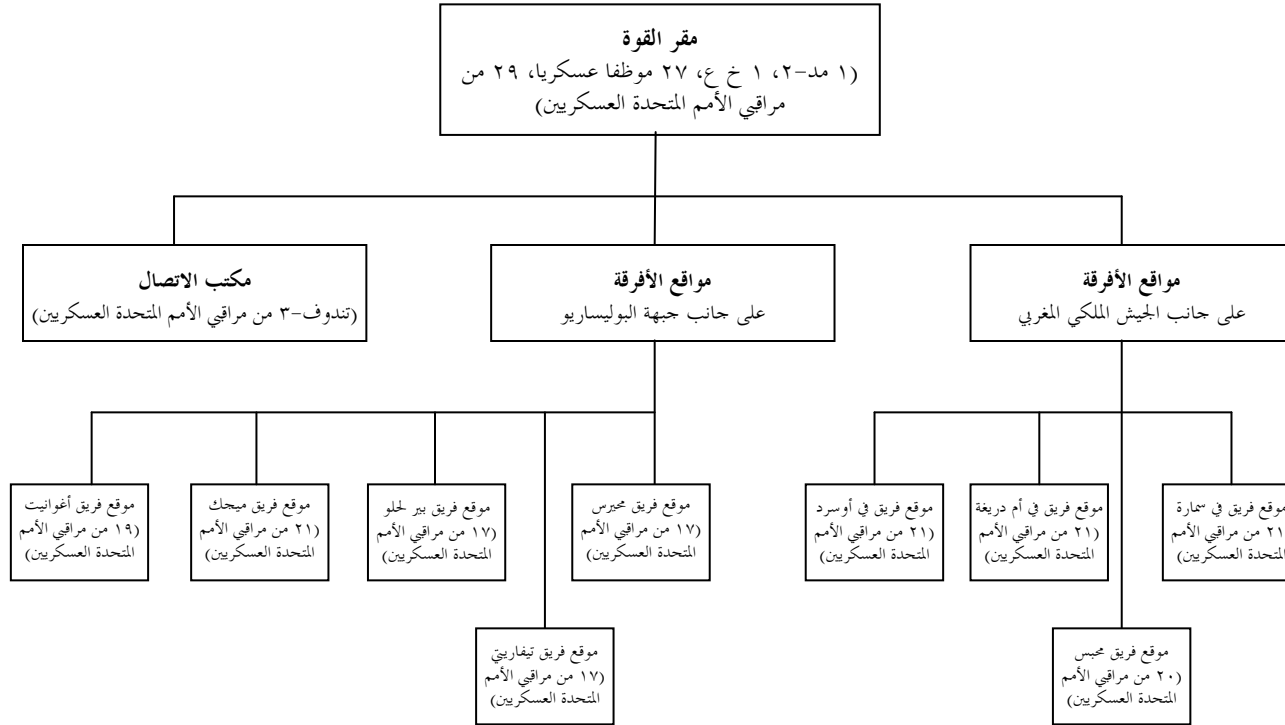 مقر القوة
(١ مد-٢، ١ خ ع، ٢٧ موظفا عسكريا، ٢٩ من
مراقبي الأمم المتحدة العسكريين)
مواقع الأفرقة
على جانب الجيش الملكي المغربي
مواقع الأفرقة
على جانب جبهة البوليساريو
مكتب الاتصال
(تندوف-٣ من مراقبي الأمم المتحدة العسكريين)
موقع فريق في سمارة
(٢١ من مراقبي الأمم
المتحدة العسكريين)
موقع فريق في أم دريغة
(٢١ من مراقبي الأمم
المتحدة العسكريين)
موقع فريق في أوسرد
(٢١ من مراقبي الأمم
المتحدة العسكريين)
موقع فريق محيرس
(١٧ من مراقبي الأمم
المتحدة العسكريين)
موقع فريق بير لحلو
(١٧ من مراقبي الأمم
المتحدة العسكريين)
موقع فريق ميجك
(٢١ من مراقبي الأمم
المتحدة العسكريين)
موقع فريق أغوانيت
(١٩ من مراقبي الأمم
المتحدة العسكريين)
موقع فريق محبس
(٢٠ من مراقبي الأمم
المتحدة العسكريين)
موقع فريق تيفاريتي
(١٧ من مراقبي الأمم
المتحدة العسكريين)